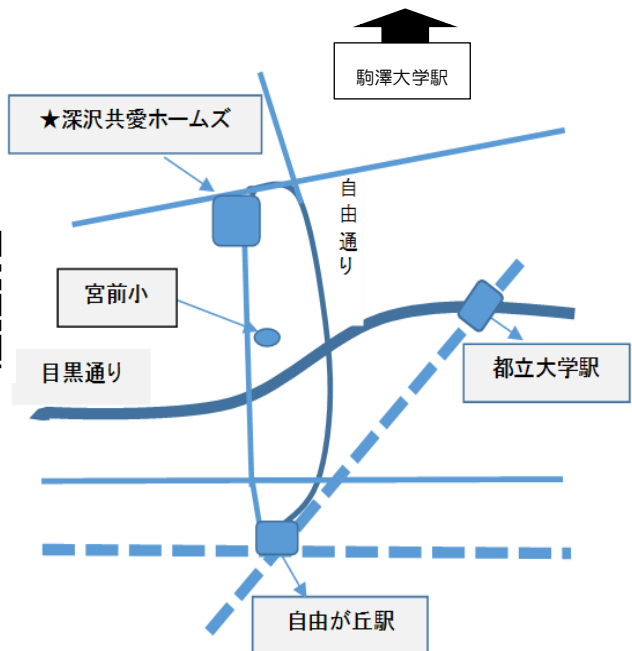 駒澤大学駅
★深沢共愛ホームズ
自由通り
宮前小
目黒通り
都立大学駅
自由が丘駅